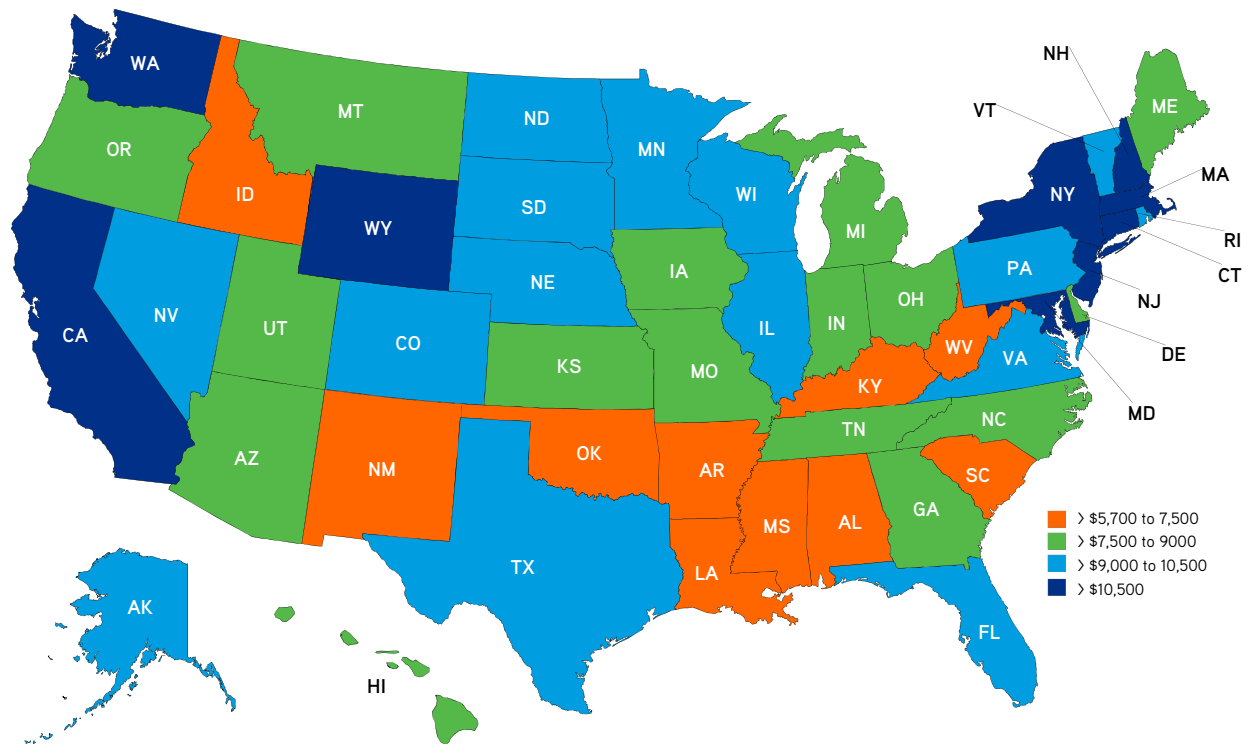 NH
WA
ME
VT
MT
ND
OR
MN
MA
ID
WI
NY
SD
WY
MI
RI
IA
PA
CT
NE
OH
NJ
NV
UT
IN
IL
CA
CO
WV
DE
VA
KS
MO
KY
MD
NC
TN
AZ
OK
NM
AR
SC
GA
MS
AL
> $5,700 to 7,500
> $7,500 to 9000
TX
LA
> $9,000 to 10,500
> $10,500
AK
FL
HI